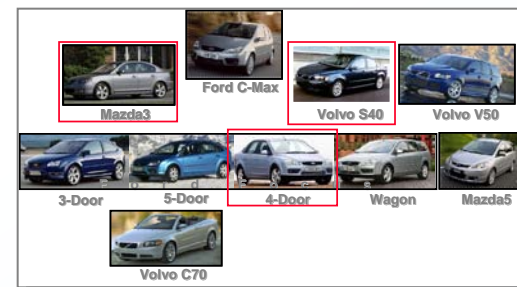 Ford C-Max
Mazda3
Volvo S40
Volvo V50
3-Door
5-Door
4-Door
Wagon
Mazda5
Volvo C70